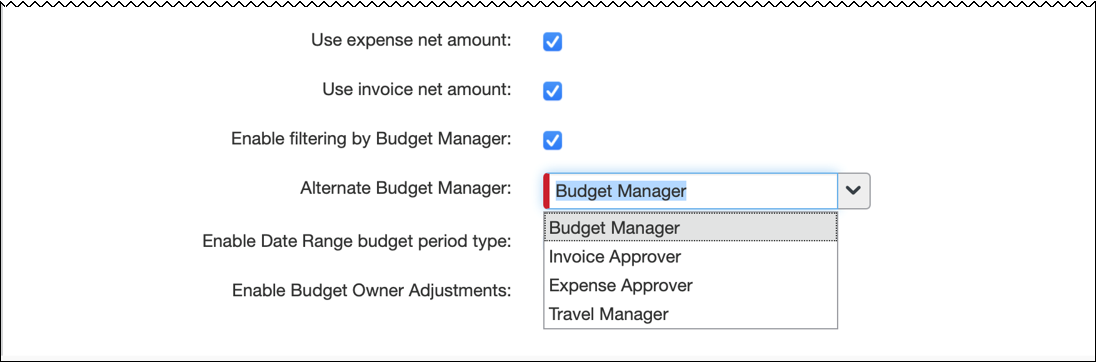 Use expense net amount:
Use invoice net amount:
Enable filtering by Budget Manager:
Alternate Budget Manager: Budget Manager
Budget Manager
Enable Date Range budget period type:
Invoice Approver
Expense Approver
Enable Budget Owner Adjustments:
Travel Manager